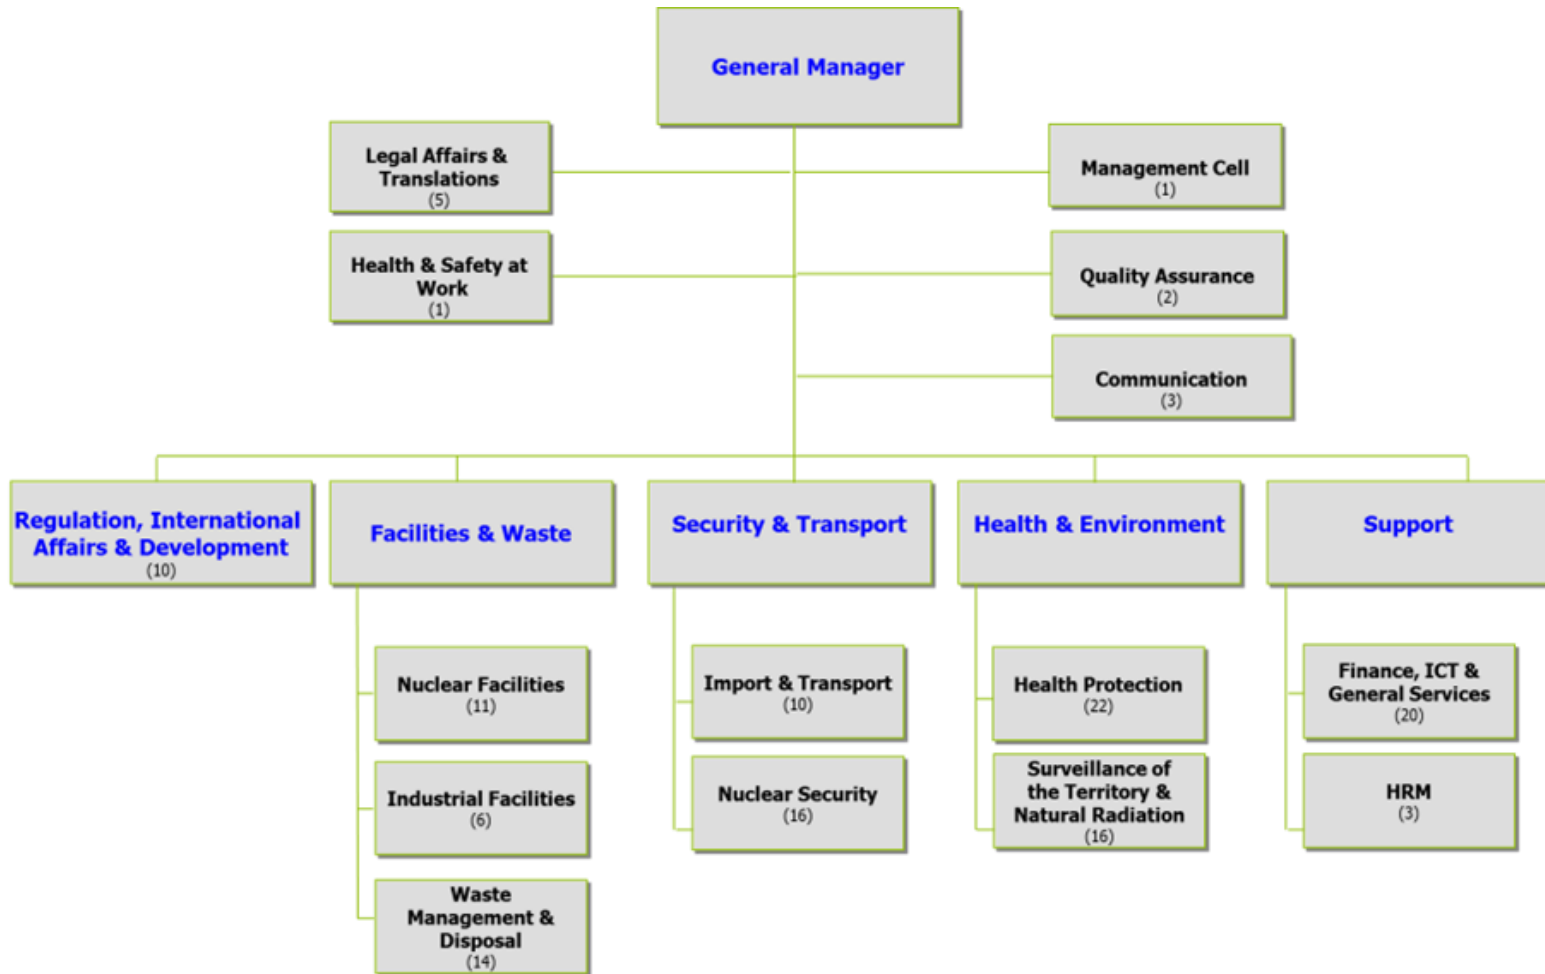 General Manager
Legal Affairs &
Translations
(5)
Management Cell
(1)
Health & Safety at
Work
(1)
Quality Assurance
(2)
Communication
(3)
Regulation, International
Affairs & Development
(10)
Facilities & Waste
Security & Transport
Health & Environment
Support
Nuclear Facilities
(11)
Industrial Facilities
(6)
Waste
Management &
Disposal
(14)
Import & Transport
(10)
Nuclear Security
(16)
Health Protection
(22)
Surveillance of
the Territory &
Natural Radiation
(16)
Finance, ICT &
General Services
(20)
HRM
(3)